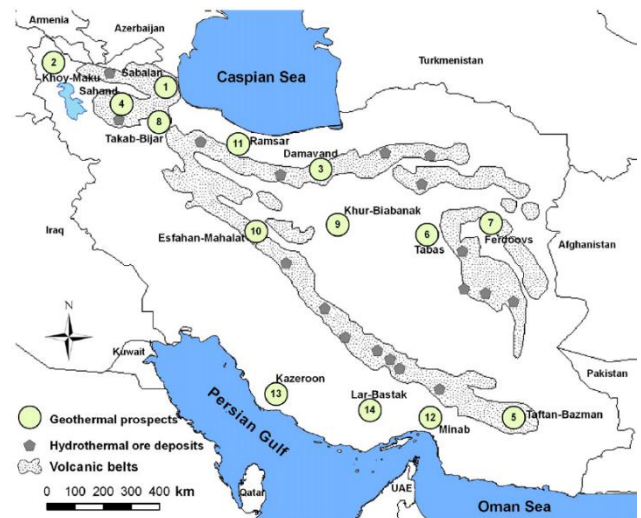 Armenia
Azerbaijan
Turkmenistan
2
Khoy-Maku
Sabalan
1
Caspian Sea
Sahand
4
8
Takab-Bijar
11
Ramsar
Damavand
3
Khur-Biabanak
9
Esfahan-Mahalat
10
6
Tabas
7
Ferdoovs
Iraq
Afghanistan
N
Kuwait
Pakistan
Kazeroon
13
Lar-Bastak
14
12
Minab
5
Taftan-Bazman
Persian Gulf
Geothermal prospects
Hydrothermal ore deposits
Volcanic belts
0 100 200 300 400 km
Qatar
UAE
Oman Sea